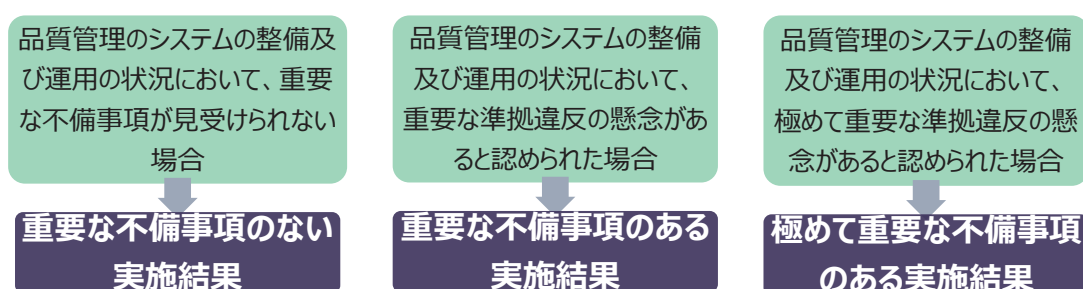 品質管理のシステムの整備及
び運用の状況において、重要
な不備事項が見受けられない
場合
重要な不備事項のない
実施結果
品質管理のシステムの整備
及び運用の状況において、
重要な準拠違反の懸念があ
ると認められた場合
重要な不備事項のある
実施結果
品質管理のシステムの整備
及び運用の状況において、
極めて重要な準拠違反の懸
念があると認められた場合
極めて重要な不備事項
のある実施結果